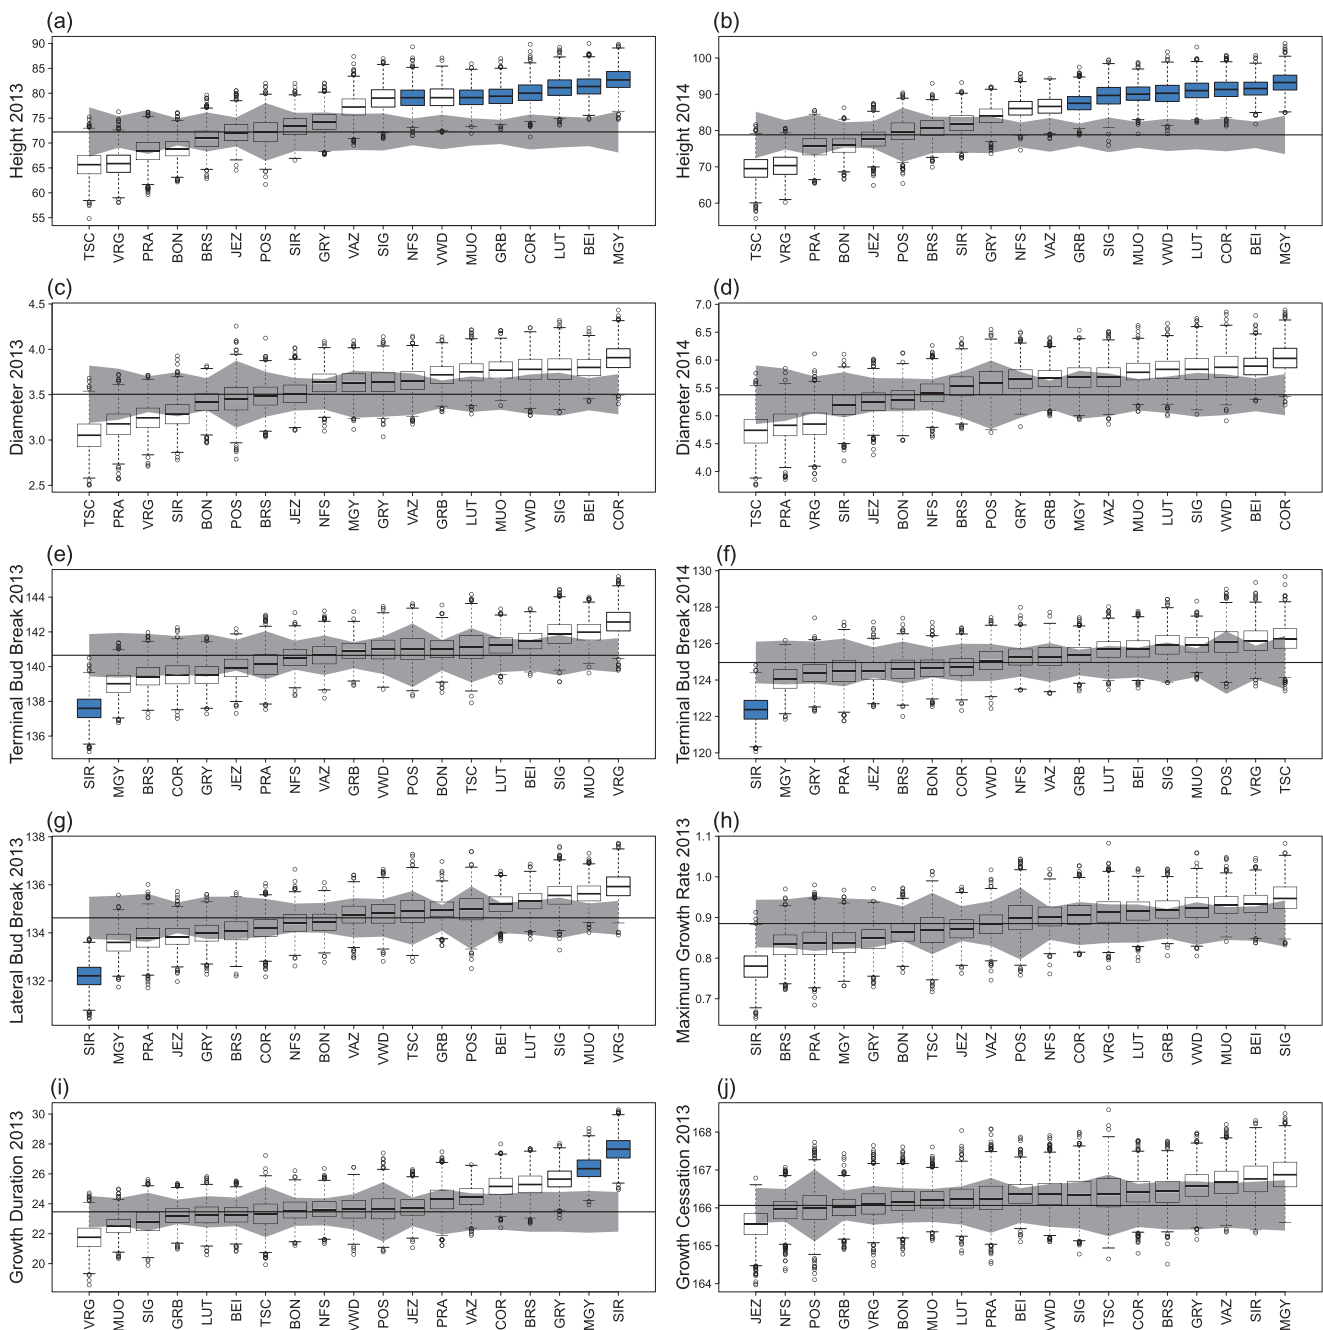 (a)
Height 2013
90
85
80
75
70
65
60
55
TSC VRG PRA BON BRS JEZ POS SIR GRY VAZ SIG NFS VWD MUO GRB COR LUT BEI MGY
(b)
Height 2014
100
90
80
70
60
TSC VRG PRA BON JEZ POS BRS SIR GRY NFS VAZ GRB SIG MUO VWD LUT COR BEI MGY
(c)
Diameter 2013
4.5
4.0
3.5
3.0
2.5
TSC PRA VRG SIR BON POS BRS JEZ NFS MGY GRY VAZ GRB LUT MUO VWD SIG BEI COR
(d)
Diameter 2014
7.0
6.5
6.0
5.5
5.0
4.5
4.0
TSC PRA VRG SIR JEZ BON NFS BRS POS GRY GRB MGY VAZ MUO LUT SIG VWD BEI COR
(e)
Terminal Bud Break 2013
144
142
140
138
136
SIR MGY BRS COR GRY JEZ PRA NFS VAZ GRB VWD POS BON TSC LUT BEI SIG MUO VRG
(f)
Terminal Bud Break 2014
130
128
126
124
122
120
SIR MGY GRY PRA JEZ BRS BON COR VWD NFS VAZ GRB LUT BEI SIG MUO POS VRG TSC
(g)
Lateral Bud Break 2013
138
136
134
132
SIR MGY PRA JEZ GRY BRS COR NFS BON VAZ VWD TSC GRB POS BEI LUT SIG MUO VRG
(h)
Maximum Growth Rate 2013
1.1
1.0
0.9
0.8
0.7
SIR BRS PRA MGY GRY BON TSC JEZ VAZ POS NFS COR VRG LUT GRB VWD MUO BEI SIG
(i)
Growth Duration 2013
30
28
26
24
22
20
VRG MUO SIG GRB LUT BEI TSC BON NFS VWD POS JEZ PRA VAZ COR BRS GRY MGY SIR
(j)
Growth Cessation 2013
168
167
166
165
164
JEZ NFS POS GRB VRG BON MUO LUT PRA BEI VWD SIG TSC COR BRS GRY VAZ SIR MGY